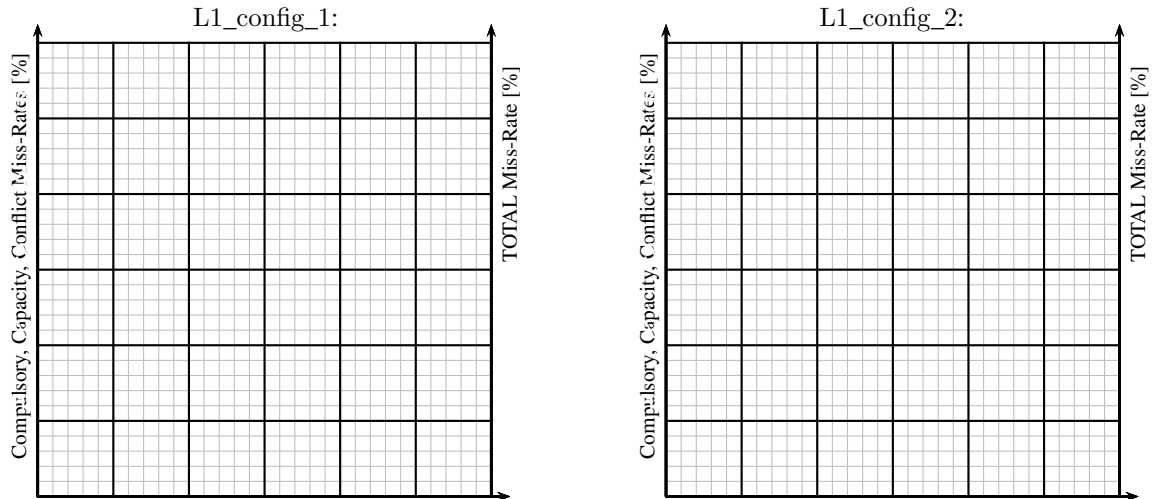 L1_config_1:
Compulsory, Capacity, Conflict Miss-Rates [%]
TOTAL Miss-Rate [%]
L1_config_2:
Compulsory, Capacity, Conflict Miss-Rates [%]
TOTAL Miss-Rate [%]